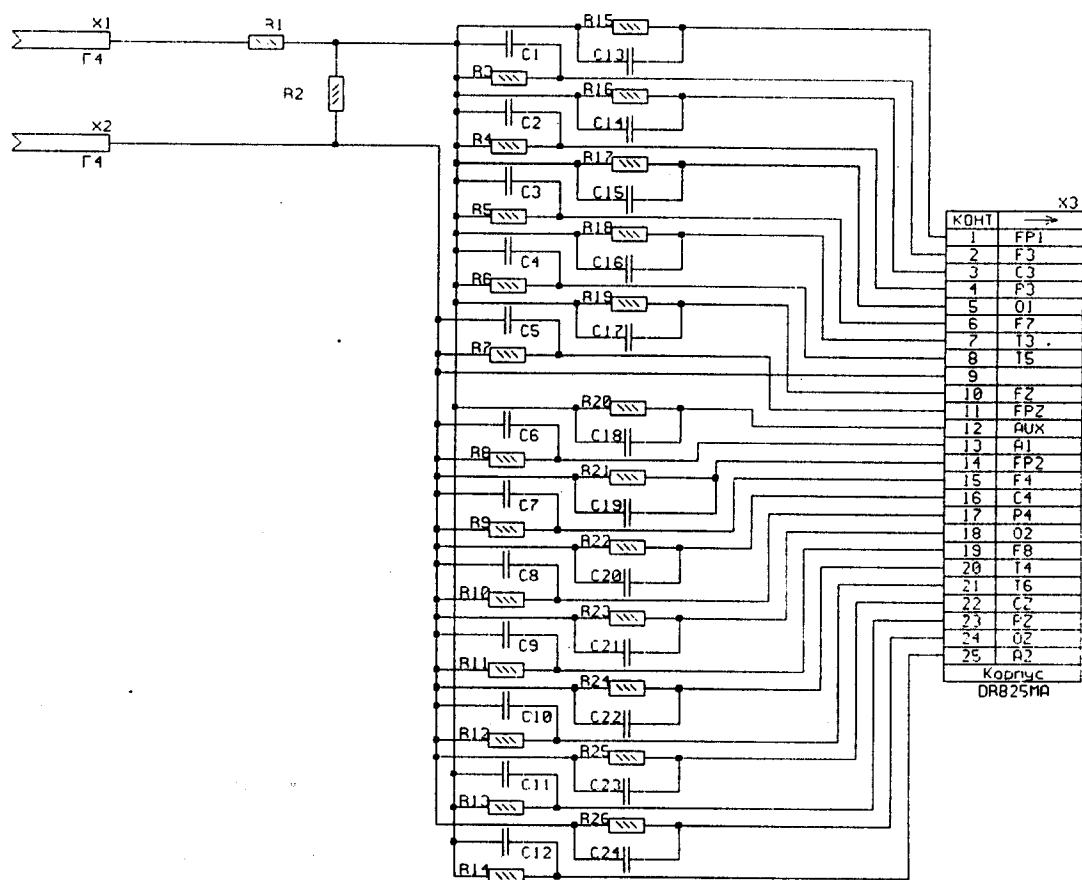 X1
Г4
R1
R2
X2
Г4
R15
C1
C13
R3
R16
C2
C14
R4
R17
C3
C15
R5
R18
C4
C16
R6
R19
C5
C17
R7
R20
C6
C18
R8
R21
C7
C19
R9
R22
C8
C20
R10
R23
C9
C21
R11
R24
C10
C22
R12
R25
C11
C23
R13
R26
C12
C24
R14
X3
КОНТ
1 FP1
2 F3
3 C3
4 P3
5 O1
6 F7
7 T3
8 T5
9
10 FZ
11 FPZ
12 AUX
13 A1
14 FP2
15 F4
16 C4
17 P4
18 O2
19 F8
20 T4
21 T6
22 CZ
23 PZ
24 OZ
25 A2
Корпус
DRB25MA